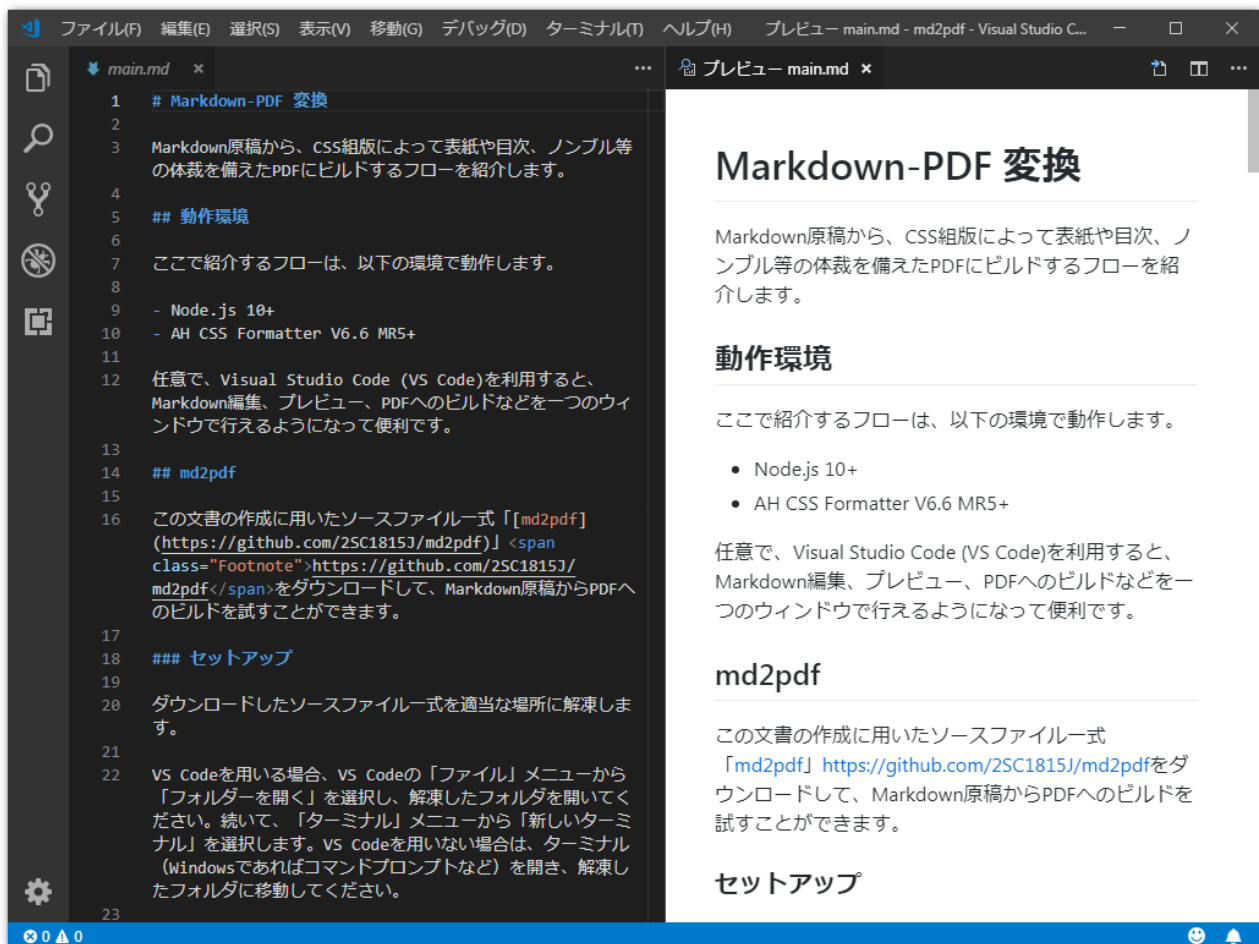 ファイル(F) 編集(E) 選択(S) 表示(V) 移動(G) デバッグ(D) ターミナル(T) ヘルプ(H) プレビュー main.md - md2pdf - Visual Studio C...
main.md
1 # Markdown-PDF 変換
2
3 Markdown原稿から、CSS組版によって表紙や目次、ノンブル等
の体裁を備えたPDFにビルドするフローを紹介します。
4
5 ## 動作環境
6
7 ここで紹介するフローは、以下の環境で動作します。
8
9 - Node.js 10+
10 - AH CSS Formatter V6.6 MR5+
11
12 任意で、Visual Studio Code (VS Code)を利用すると、
Markdown編集、プレビュー、PDFへのビルドなどを一つのウィ
ンドウで行えるようになって便利です。
13
14 ## md2pdf
15
16 この文書の作成に用いたソースファイル一式「[md2pdf]
(https://github.com/2SC1815J/md2pdf)」<span
class="Footnote">https://github.com/2SC1815J/
md2pdf</span>をダウンロードして、Markdown原稿からPDFへ
のビルドを試すことができます。
17
18 ### セットアップ
19
20 ダウンロードしたソースファイル一式を適当な場所に解凍しま
す。
21
22 VS Codeを用いる場合、VS Codeの「ファイル」メニューから
「フォルダーを開く」を選択し、解凍したフォルダを開いてく
ださい。続いて、「ターミナル」メニューから「新しいターミ
ナル」を選択します。VS Codeを用いない場合は、ターミナル
（Windowsであればコマンドプロンプトなど）を開き、解凍し
たフォルダに移動してください。
23
プレビュー main.md
Markdown-PDF 変換
Markdown原稿から、CSS組版によって表紙や目次、ノ
ンブル等の体裁を備えたPDFにビルドするフローを紹
介します。
動作環境
ここで紹介するフローは、以下の環境で動作します。
• Node.js 10+
• AH CSS Formatter V6.6 MR5+
任意で、Visual Studio Code (VS Code)を利用すると、
Markdown編集、プレビュー、PDFへのビルドなどを一
つのウィンドウで行えるようになって便利です。
md2pdf
この文書の作成に用いたソースファイル一式
「md2pdf」https://github.com/2SC1815J/md2pdfをダ
ウンロードして、Markdown原稿からPDFへのビルドを
試すことができます。
セットアップ
0 0